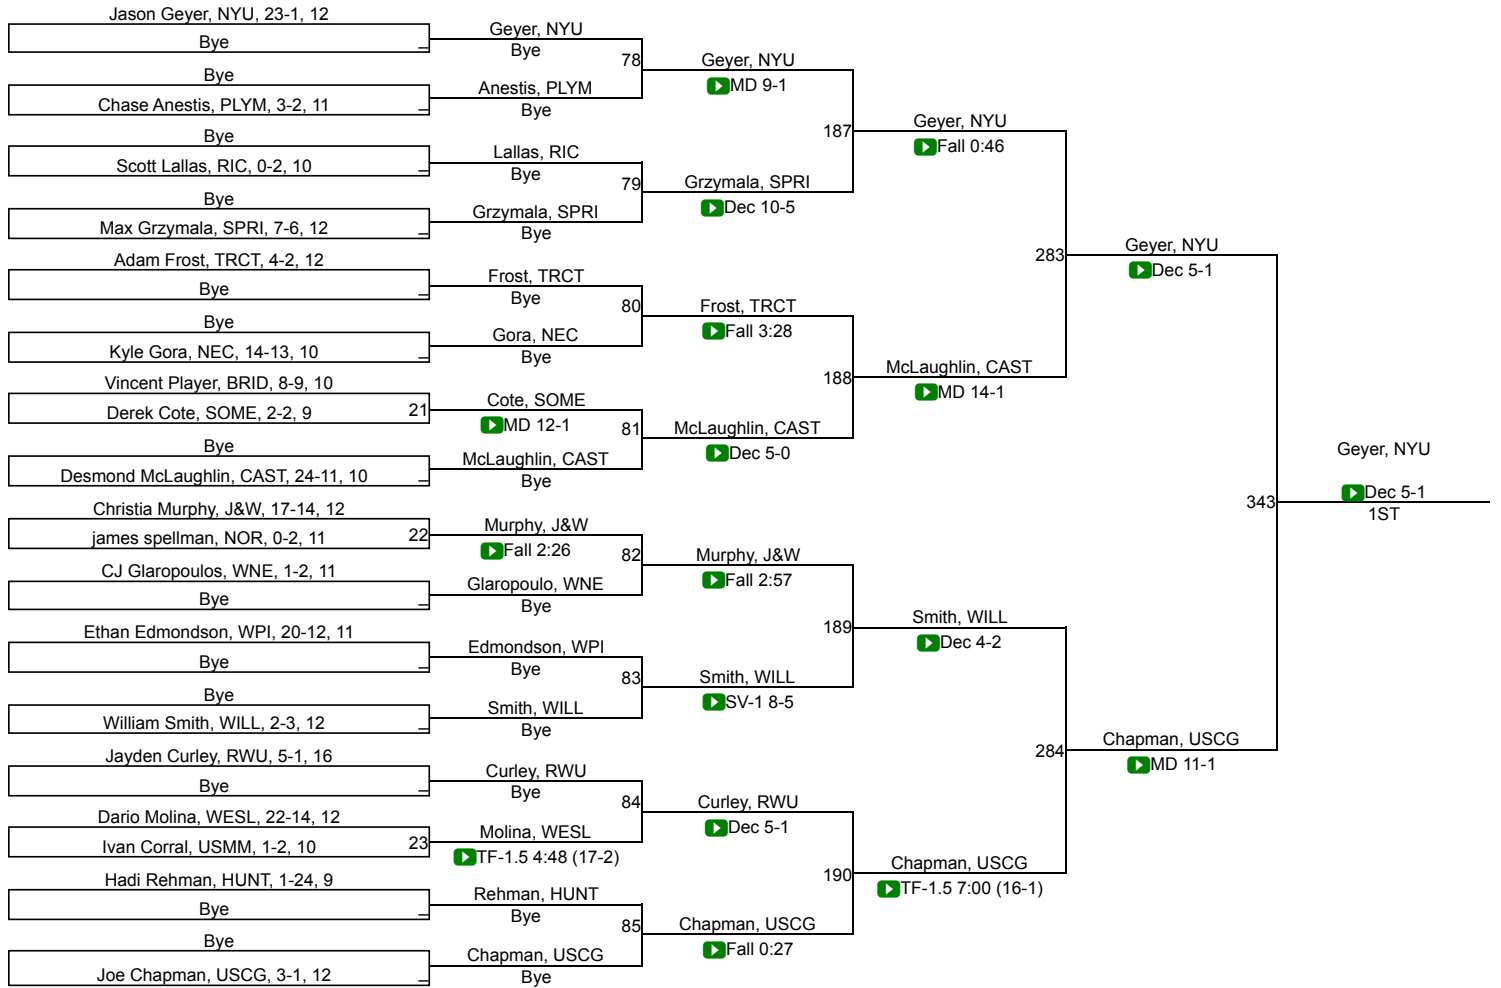 Jason Geyer, NYU, 23-1, 12
Bye
Bye
Chase Anestis, PLYM, 3-2, 11
Bye
Scott Lallas, RIC, 0-2, 10
Bye
Max Grzymala, SPRI, 7-6, 12
Adam Frost, TRCT, 4-2, 12
Bye
Bye
Kyle Gora, NEC, 14-13, 10
Vincent Player, BRID, 8-9, 10
Derek Cote, SOME, 2-2, 9
21
Bye
Desmond McLaughlin, CAST, 24-11, 10
Christia Murphy, J&W, 17-14, 12
james spellman, NOR, 0-2, 11
22
CJ Glaropoulos, WNE, 1-2, 11
Bye
Ethan Edmondson, WPI, 20-12, 11
Bye
Bye
William Smith, WILL, 2-3, 12
Jayden Curley, RWU, 5-1, 16
Bye
Dario Molina, WESL, 22-14, 12
Ivan Corral, USMM, 1-2, 10
23
Hadi Rehman, HUNT, 1-24, 9
Bye
Bye
Joe Chapman, USCG, 3-1, 12
Geyer, NYU
Bye
78
Anestis, PLYM
Bye
Lallas, RIC
Bye
79
Grzymala, SPRI
Bye
Frost, TRCT
Bye
80
Gora, NEC
Bye
Cote, SOME
MD 12-1
81
McLaughlin, CAST
Bye
Murphy, J&W
Fall 2:26
82
Glaropoulo, WNE
Bye
Edmondson, WPI
Bye
83
Smith, WILL
Bye
Curley, RWU
Bye
84
Molina, WESL
TF-1.5 4:48 (17-2)
Rehman, HUNT
Bye
85
Chapman, USCG
Bye
Geyer, NYU
MD 9-1
187
Grzymala, SPRI
Dec 10-5
Frost, TRCT
Fall 3:28
188
McLaughlin, CAST
Dec 5-0
Murphy, J&W
Fall 2:57
189
Smith, WILL
SV-1 8-5
Curley, RWU
Dec 5-1
190
Chapman, USCG
Fall 0:27
Geyer, NYU
Fall 0:46
283
McLaughlin, CAST
MD 14-1
Smith, WILL
Dec 4-2
284
Chapman, USCG
TF-1.5 7:00 (16-1)
Geyer, NYU
Dec 5-1
343
Chapman, USCG
MD 11-1
Geyer, NYU
Dec 5-1
1ST